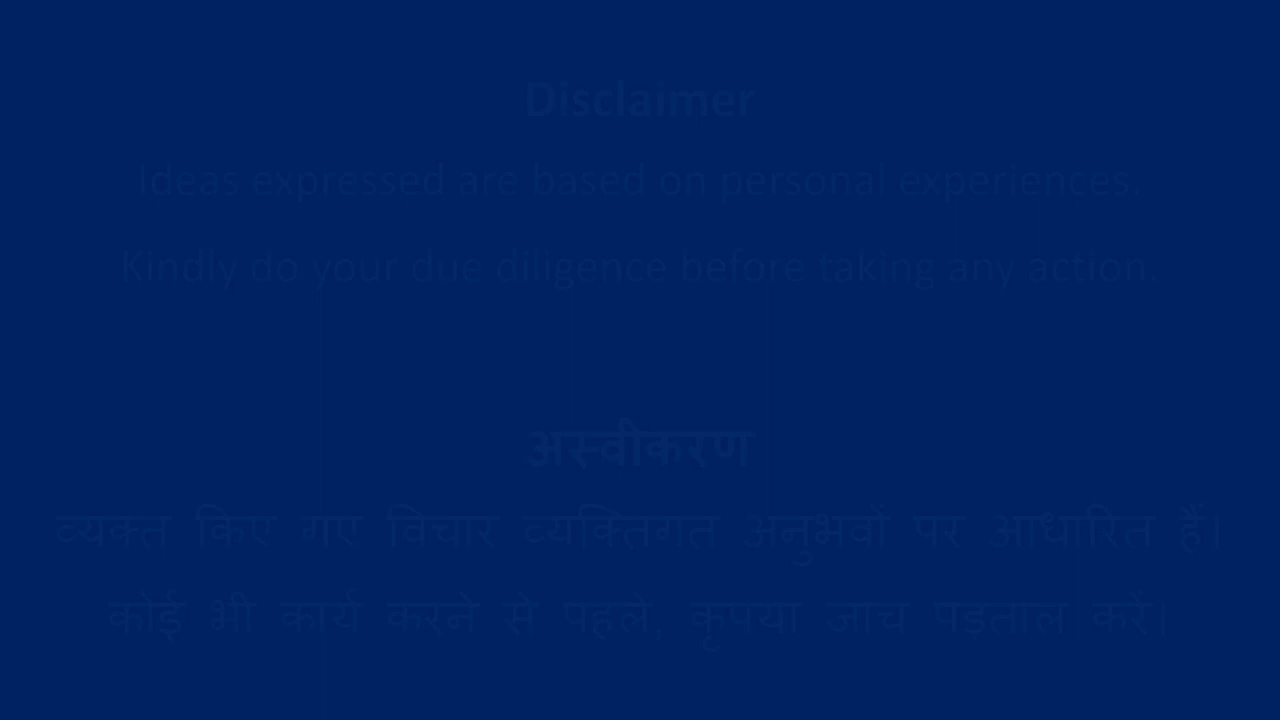 Disclaimer
Ideas expressed are based on personal experiences.
Kindly do your due diligence before taking any action.
अस्वीकरण
व्यक्त किए गए विचार व्यक्तिगत अनुभवों पर आधारित हैं।
कोई भी कार्य करने से पहले, कृपया जाच पड़ताल करें।